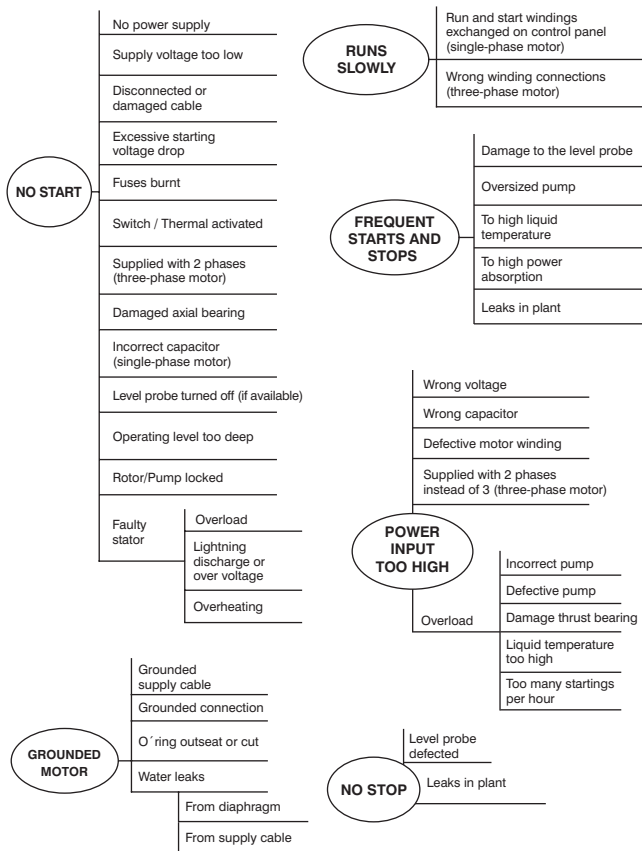 NO START
No power supply
Supply voltage too low
Disconnected or
damaged cable
Excessive starting
voltage drop
Fuses burnt
Switch / Thermal activated
Supplied with 2 phases
(three-phase motor)
Damaged axial bearing
Incorrect capacitor
(single-phase motor)
Level probe turned off (if available)
Operating level too deep
Rotor/Pump locked
Faulty
stator
Overload
Lightning
discharge or
over voltage
Overheating
RUNS
SLOWLY
Run and start windings
exchanged on control panel
(single-phase motor)
Wrong winding connections
(three-phase motor)
FREQUENT
STARTS AND
STOPS
Damage to the level probe
Oversized pump
To high liquid
temperature
To high power
absorption
Leaks in plant
POWER
INPUT
TOO HIGH
Wrong voltage
Wrong capacitor
Defective motor winding
Supplied with 2 phases
instead of 3 (three-phase motor)
Overload
Incorrect pump
Defective pump
Damage thrust bearing
Liquid temperature
too high
Too many startings
per hour
GROUNDED
MOTOR
Grounded
supply cable
Grounded connection
O´ring outseat or cut
Water leaks
From diaphragm
From supply cable
NO STOP
Level probe
defected
Leaks in plant